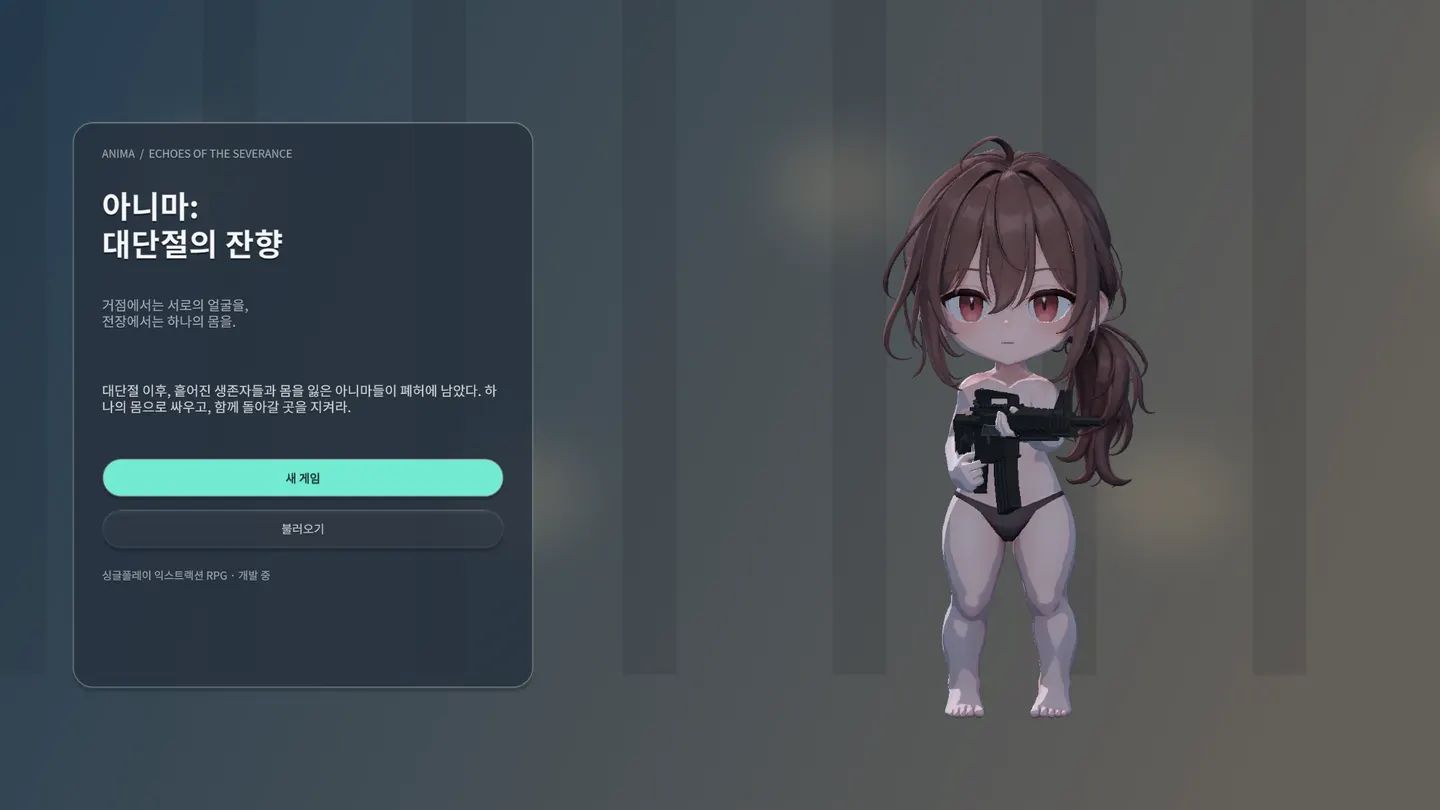 ANIMA / ECHOES OF THE SEVERANCE
아니마:
대단절의 잔향
거점에서는 서로의 얼굴을,
전장에서는 하나의 몸을.
대단절 이후, 흩어진 생존자들과 몸을 잃은 아니마들이 폐허에 남았다. 하
나의 몸으로 싸우고, 함께 돌아갈 곳을 지켜라.
새 게임
불러오기
싱글플레이 익스트랙션 RPG · 개발 중